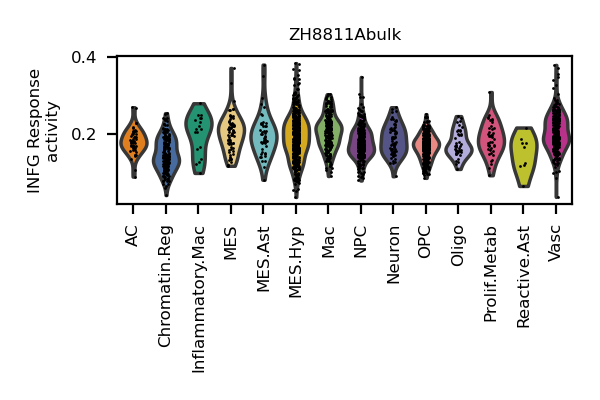 ZH8811Abulk
INFG Response
activity
0.4
0.2
AC
Chromatin.Reg
Inflammatory.Mac
MES
MES.Ast
MES.Hyp
Mac
NPC
Neuron
OPC
Oligo
Prolif.Metab
Reactive.Ast
Vasc